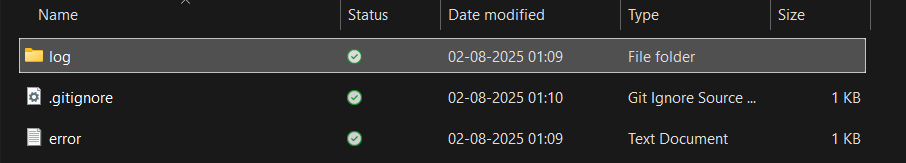 Name Status Date modified Type Size
log 02-08-2025 01:09 File folder
.gitignore 02-08-2025 01:10 Git Ignore Source ... 1 KB
error 02-08-2025 01:09 Text Document 1 KB